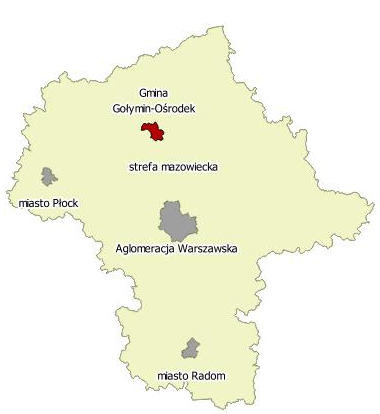 Gmina
Gołymin-Ośrodek
strefa mazowiecka
miasto Płock
Aglomeracja Warszawska
miasto Radom